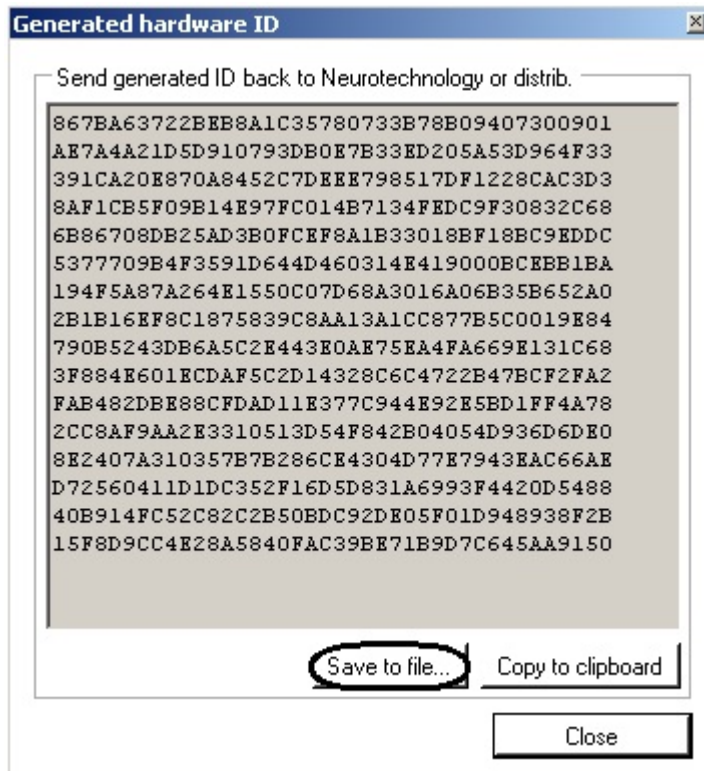 Generated hardware ID
Send generated ID back to Neurotechnology or distrib.
867BA63722BEB8A1C35780733B78B09407300901
AE7A4A21D5D910793DB0E7B33ED205A53D964F33
391CA20E870A8452C7DEEE798517DF1228CAC3D3
8AF1CB5F09B14E97FC014B7134FEDC9F30832C68
6B86708DB25AD3B0FCEF8A1B33018BF18BC9EDDC
5377709B4F3591D644D460314E419000BCEBB1BA
194F5A87A264E1550C07D68A3016A06B35B652A0
2B1B16EF8C1875839C8AA13A1CC877B5C0019E84
790B5243DB6A5C2E443E0AE75EA4FA669E131C68
3F884E601ECDAF5C2D14328C6C4722B47BCF2FA2
FAB482DBE88CFDAD11E377C944E92E5BD1FF4A78
2CC8AF9AA2E3310513D54F842B04054D936D6DE0
8E2407A310357B7B286CE4304D77E7943EAC66AE
D72560411D1DC352F16D5D831A6993F4420D5488
40B914FC52C82C2B50BDC92DE05F01D948938F2B
15F8D9CC4E28A5840FAC39BE71B9D7C645AA9150
Save to file... Copy to clipboard
Close